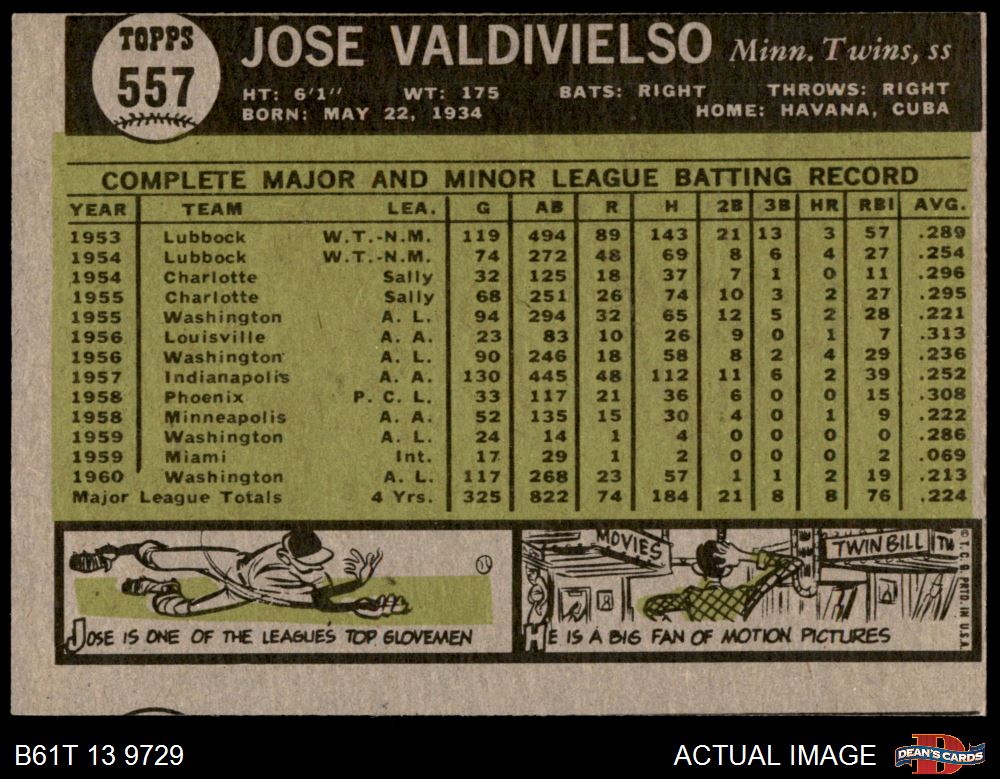 TOPPS
557
JOSE VALDIVIELSO Minn. Twins, ss
HT: 6'1" WT: 175 BATS: RIGHT THROWS: RIGHT
BORN: MAY 22, 1934 HOME: HAVANA, CUBA
COMPLETE MAJOR AND MINOR LEAGUE BATTING RECORD
YEAR TEAM LEA. G AB R H 2B 3B HR RBI AVG.
1953 Lubbock W.T.-N.M. 119 494 89 143 21 13 3 57 .289
1954 Lubbock W.T.-N.M. 74 272 48 69 8 6 4 27 .254
1954 Charlotte Sally 32 125 18 37 7 1 0 11 .296
1955 Charlotte Sally 68 251 26 74 10 3 2 27 .295
1955 Washington A. L. 94 294 32 65 12 5 2 28 .221
1956 Louisville A. A. 23 83 10 26 9 0 1 7 .313
1956 Washington A. L. 90 246 18 58 8 2 4 29 .236
1957 Indianapolis A. A. 130 445 48 112 11 6 2 39 .252
1958 Phoenix P. C. L. 33 117 21 36 6 0 0 15 .308
1958 Minneapolis A. A. 52 135 15 30 4 0 1 9 .222
1959 Washington A. L. 24 14 1 4 0 0 0 0 .286
1959 Miami Int. 17 29 1 2 0 0 0 2 .069
1960 Washington A. L. 117 268 23 57 1 1 2 19 .213
Major League Totals 4 Yrs. 325 822 74 184 21 8 8 76 .224
MOVIES
TWIN BILL
TW
JOSE IS ONE OF THE LEAGUE'S TOP GLOVEMEN
HE IS A BIG FAN OF MOTION PICTURES
© T.C.G. PRTD. IN U.S.A.
B61T 13 9729 ACTUAL IMAGE
DEAN'S CARDS